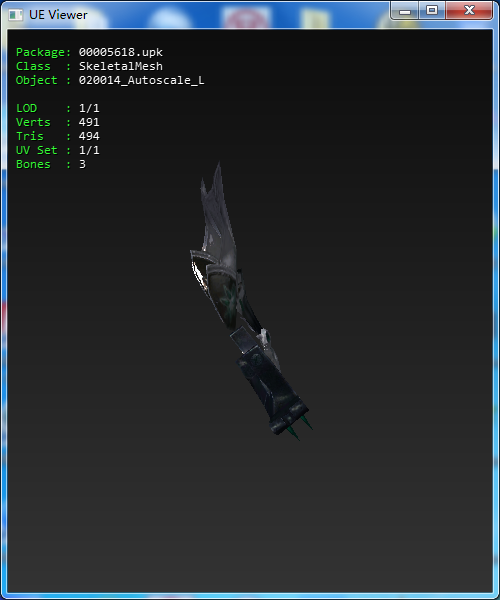 UE Viewer
Package: 00005618.upk
Class : SkeletalMesh
Object : 020014_Autoscale_L
LOD : 1/1
Verts : 491
Tris : 494
UV Set : 1/1
Bones : 3